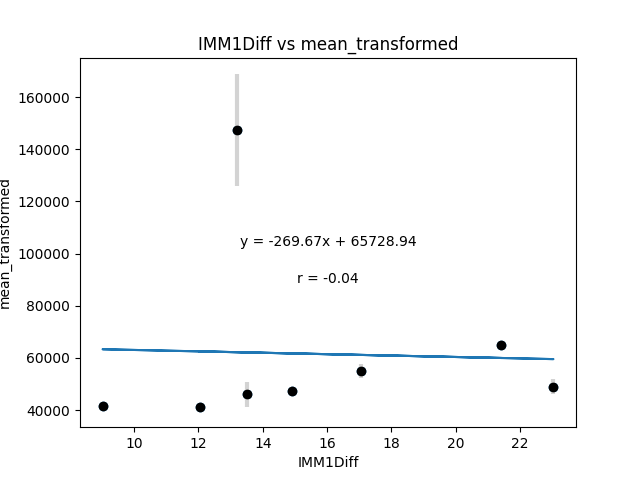 IMM1Diff vs mean_transformed
mean_transformed
160000
140000
120000
100000
80000
60000
40000
y = -269.67x + 65728.94
r = -0.04
10 12 14 16 18 20 22
IMM1Diff